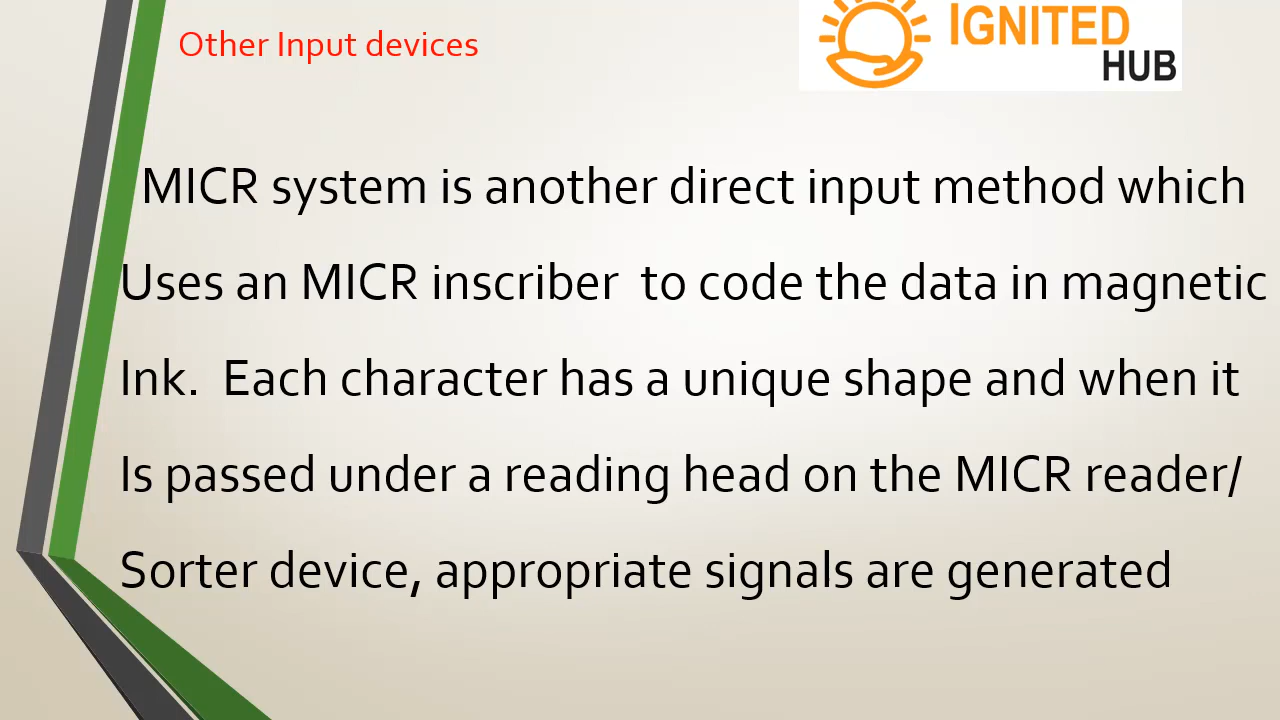 Other Input devices
IGNITED
HUB
MICR system is another direct input method which
Uses an MICR inscriber to code the data in magnetic
Ink. Each character has a unique shape and when it
Is passed under a reading head on the MICR reader/
Sorter device, appropriate signals are generated